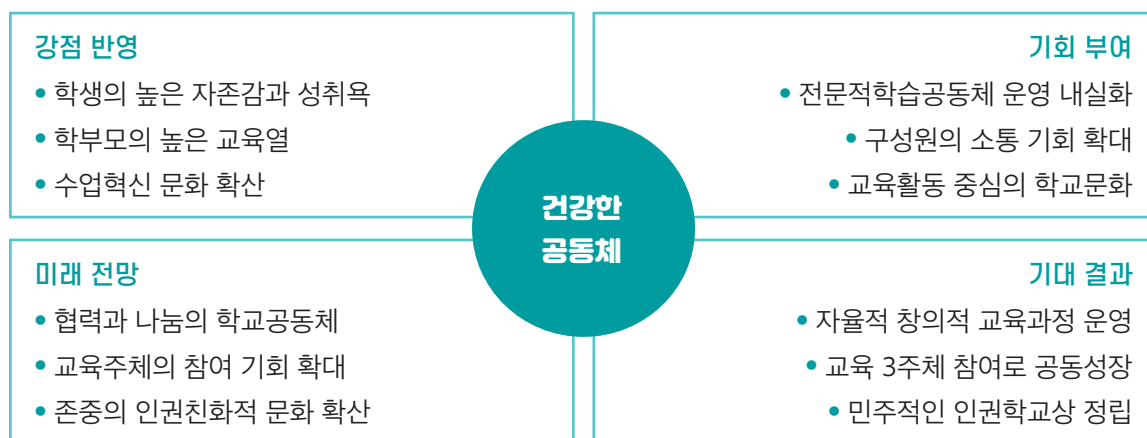 강점 반영
• 학생의 높은 자존감과 성취욕
• 학부모의 높은 교육열
• 수업혁신 문화 확산
기회 부여
• 전문적학습공동체 운영 내실화
• 구성원의 소통 기회 확대
• 교육활동 중심의 학교문화
건강한
공동체
미래 전망
• 협력과 나눔의 학교공동체
• 교육주체의 참여 기회 확대
• 존중의 인권친화적 문화 확산
기대 결과
• 자율적 창의적 교육과정 운영
• 교육 3주체 참여로 공동성장
• 민주적인 인권학교상 정립